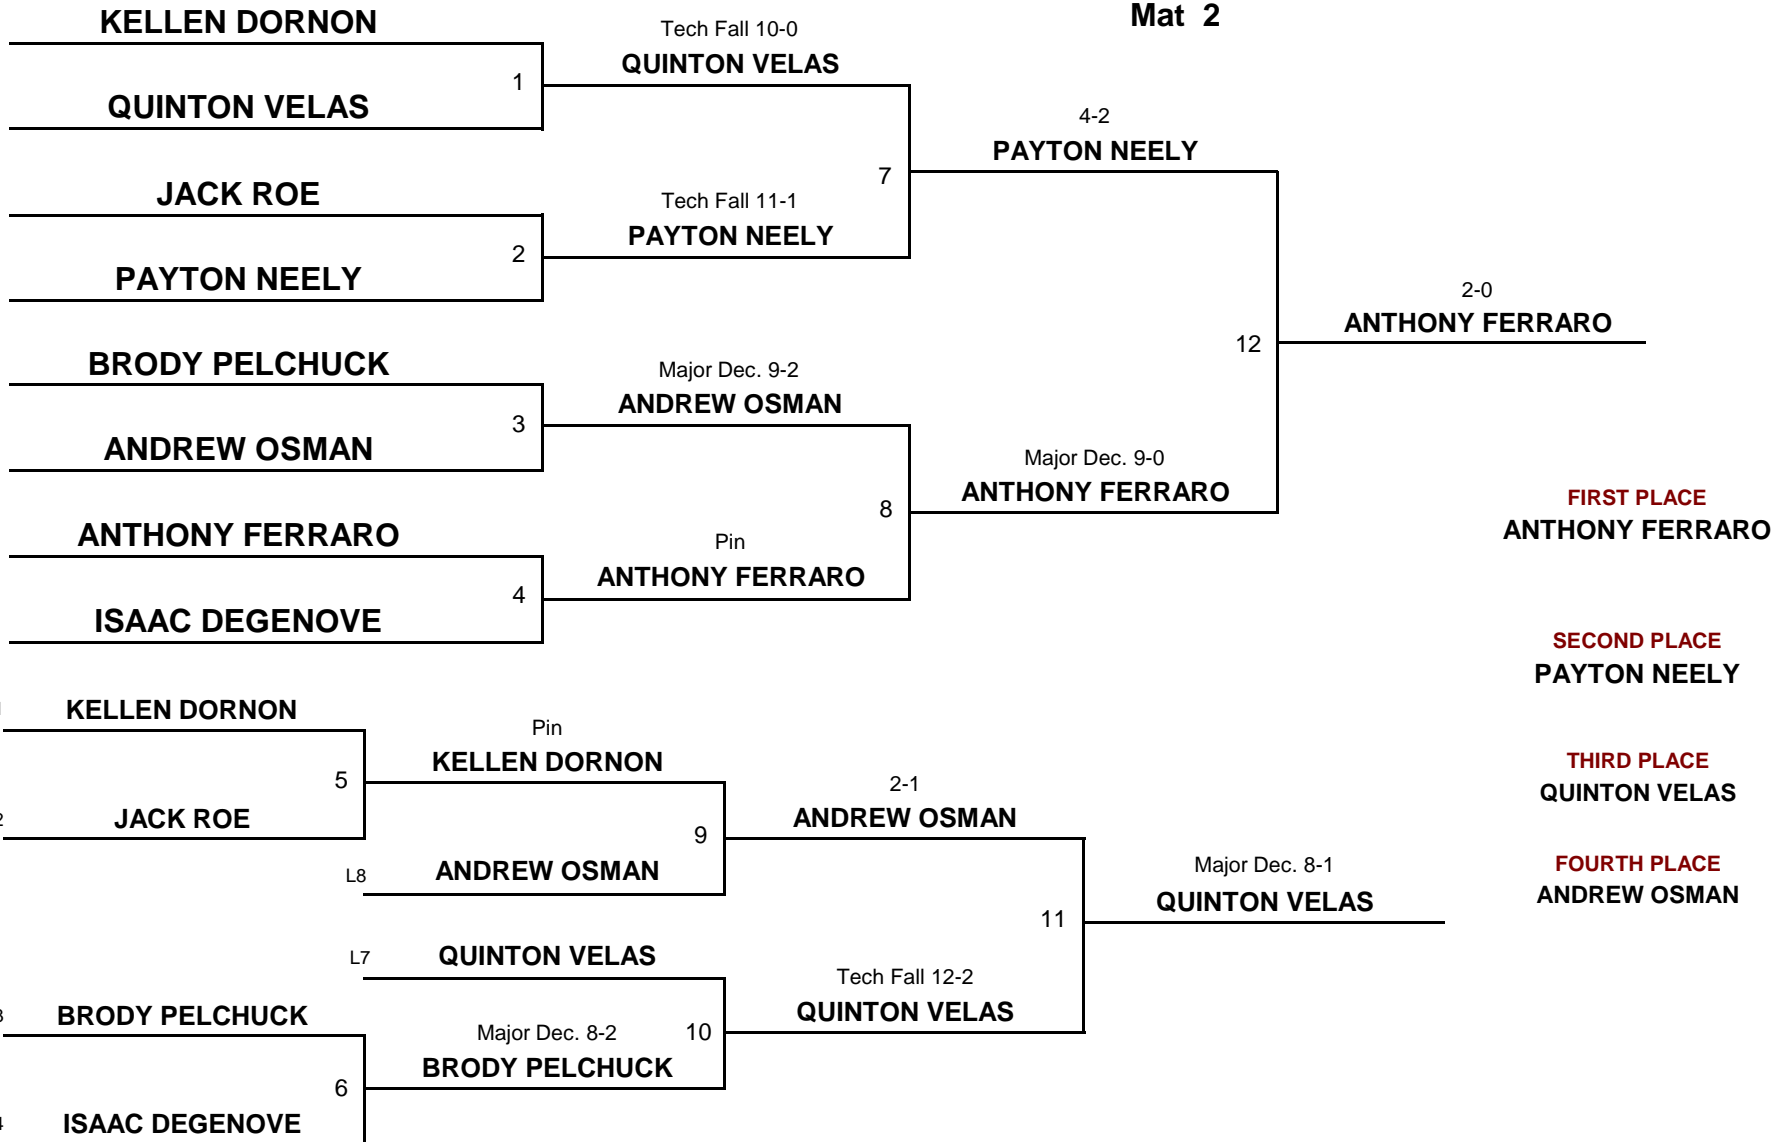 Mat 2
KELLEN DORNON
Tech Fall 10-0
QUINTON VELAS
1
QUINTON VELAS
4-2
PAYTON NEELY
7
JACK ROE
Tech Fall 11-1
PAYTON NEELY
2
PAYTON NEELY
2-0
ANTHONY FERRARO
12
BRODY PELCHUCK
Major Dec. 9-2
ANDREW OSMAN
3
ANDREW OSMAN
Major Dec. 9-0
ANTHONY FERRARO
8
ANTHONY FERRARO
Pin
ANTHONY FERRARO
4
ISAAC DEGENOVE
FIRST PLACE
ANTHONY FERRARO
SECOND PLACE
PAYTON NEELY
THIRD PLACE
QUINTON VELAS
FOURTH PLACE
ANDREW OSMAN
KELLEN DORNON
Pin
KELLEN DORNON
5
2
JACK ROE
2-1
ANDREW OSMAN
9
L8
ANDREW OSMAN
Major Dec. 8-1
QUINTON VELAS
11
L7
QUINTON VELAS
Tech Fall 12-2
QUINTON VELAS
3
BRODY PELCHUCK
Major Dec. 8-2
10
BRODY PELCHUCK
6
4
ISAAC DEGENOVE